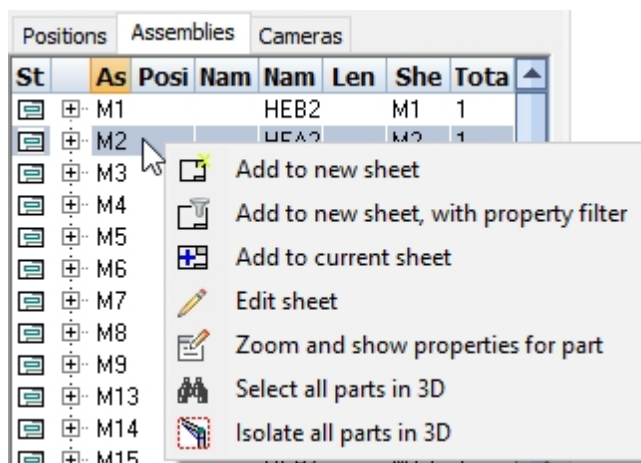 Positions Assemblies Cameras
St As Posi Nam Nam Len She Tota
M1 HEB2 M1 1
M2 HEA2 M2 1
M3 Add to new sheet
M4 Add to new sheet, with property filter
M5 Add to current sheet
M6
M7 Edit sheet
M8 Zoom and show properties for part
M9
M13 Select all parts in 3D
M14 Isolate all parts in 3D
M15